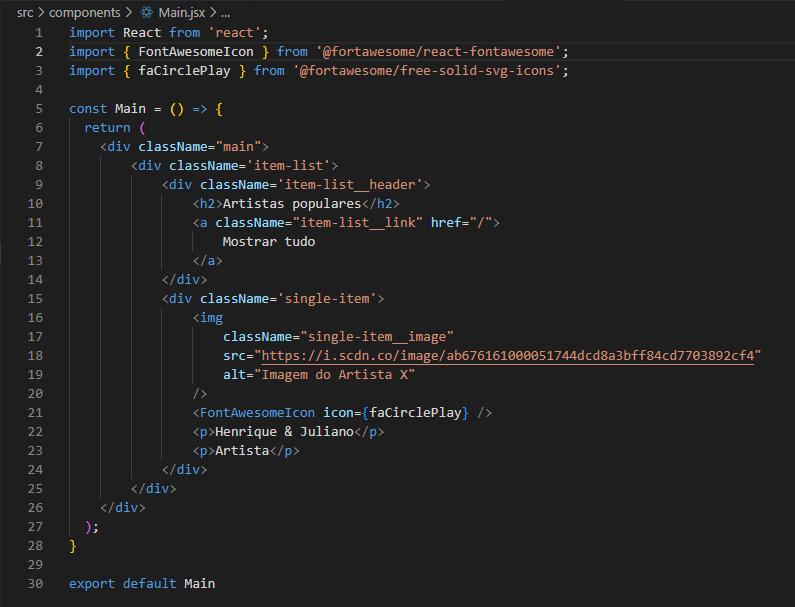 src > components > Main.jsx > ...
1 import React from 'react';
2 import { FontAwesomeIcon } from '@fortawesome/react-fontawesome';
3 import { faCirclePlay } from '@fortawesome/free-solid-svg-icons';
4
5 const Main = () => {
6   return (
7     <div className="main">
8         <div className='item-list'>
9             <div className='item-list__header'>
10                 <h2>Artistas populares</h2>
11                 <a className="item-list__link" href="/">
12                     Mostrar tudo
13                 </a>
14             </div>
15             <div className='single-item'>
16                 <img
17                     className="single-item__image"
18                     src="https://i.scdn.co/image/ab676161000051744dcd8a3bff84cd7703892cf4"
19                     alt="Imagem do Artista X"
20                 />
21                 <FontAwesomeIcon icon={faCirclePlay} />
22                 <p>Henrique & Juliano</p>
23                 <p>Artista</p>
24             </div>
25         </div>
26     </div>
27   );
28 }
29
30 export default Main